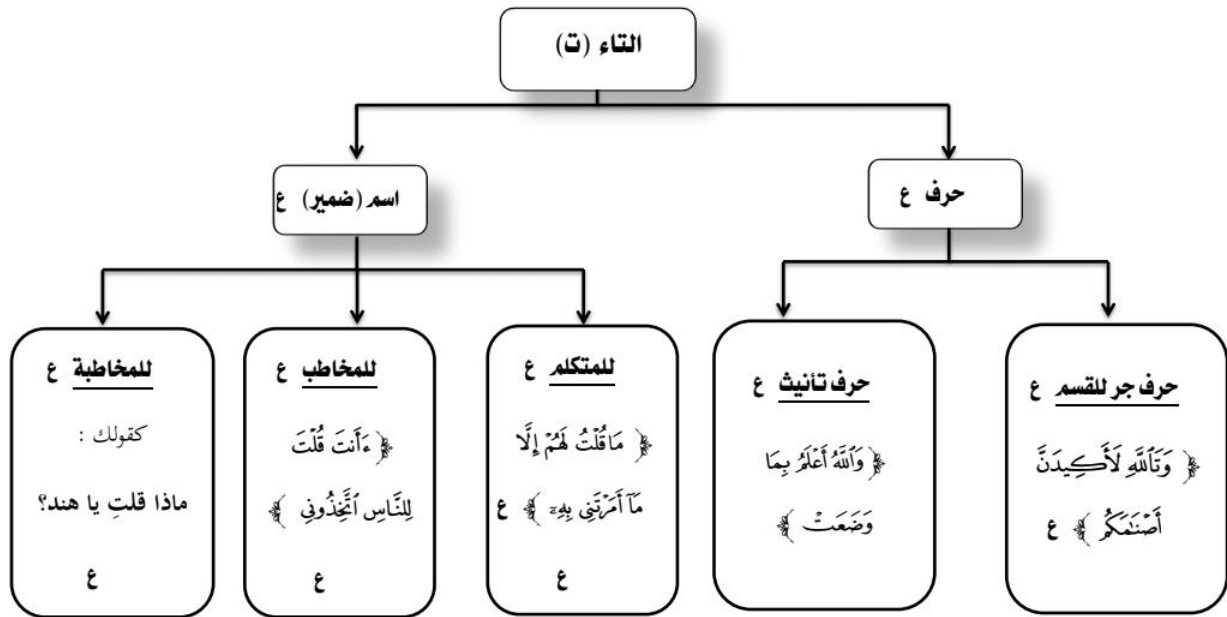 التاء (ت)
حرف ع
اسم (ضمير) ع
حرف جر للقسم ع
﴿ وَتَٱللَّهِ لَأَكِيدَنَّ
أَصْنَٰمَكُم ﴾ ع
حرف تأنيث ع
﴿ وَٱللَّهُ أَعْلَمُ بِمَا
وَضَعَتْ ﴾
للمتكلم ع
﴿ مَا قُلْتُ لَهُمْ إِلَّا
مَآ أَمَرْتَنِى بِهِۦٓ ﴾ ع
ع
للمخاطب ع
﴿ ءَأَنتَ قُلْتَ
لِلنَّاسِ ٱتَّخِذُونِى ﴾
ع
للمخاطبة ع
كقولك :
ماذا قلتِ يا هند؟
ع